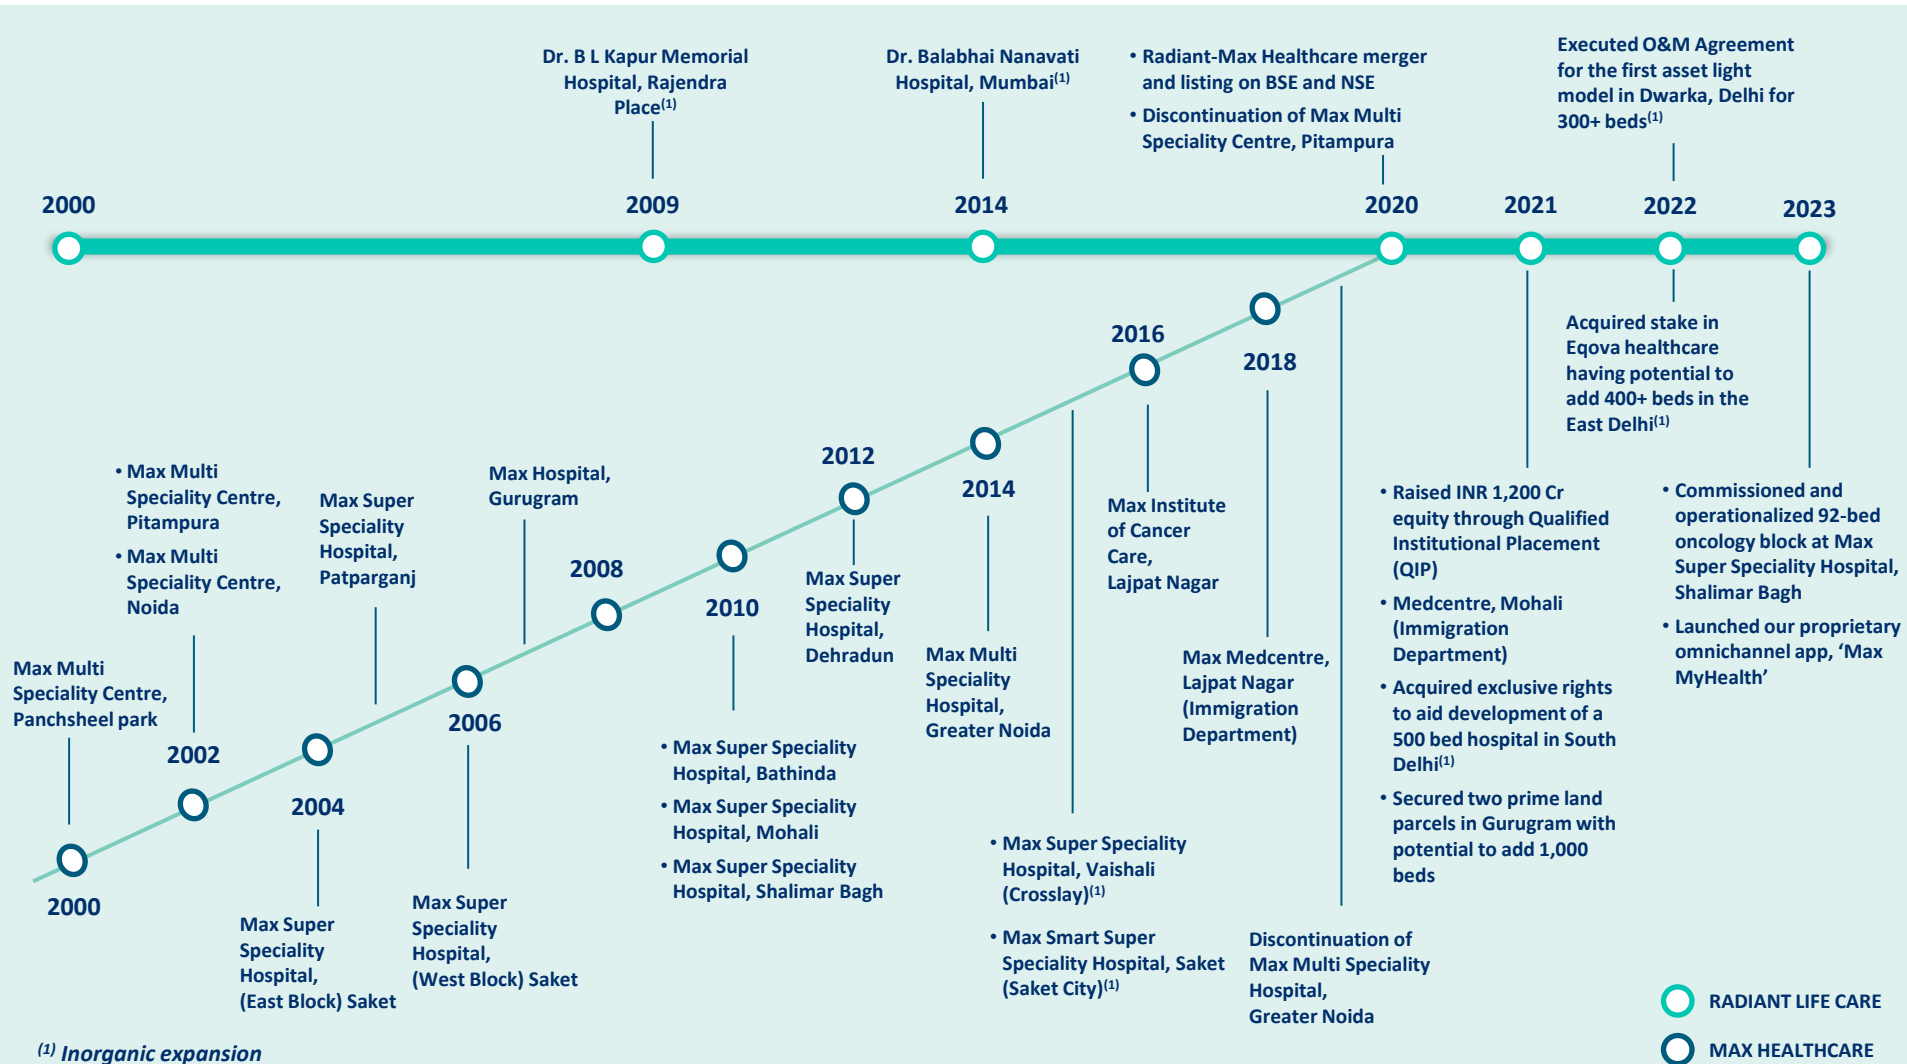 Dr. B L Kapur Memorial
Hospital, Rajendra
Place(1)
Dr. Balabhai Nanavati
Hospital, Mumbai(1)
• Radiant-Max Healthcare merger
and listing on BSE and NSE
• Discontinuation of Max Multi
Speciality Centre, Pitampura
Executed O&M Agreement
for the first asset light
model in Dwarka, Delhi for
300+ beds(1)
2000
2009
2014
2020
2021
2022
2023
Max Multi
Speciality Centre,
Panchsheel park
2000
• Max Multi
Speciality Centre,
Pitampura
• Max Multi
Speciality Centre,
Noida
2002
2004
Max Super
Speciality
Hospital,
(East Block) Saket
Max Super
Speciality
Hospital,
Patparganj
2006
Max Super
Speciality
Hospital,
(West Block) Saket
Max Hospital,
Gurugram
2008
2010
• Max Super Speciality
Hospital, Bathinda
• Max Super Speciality
Hospital, Mohali
• Max Super Speciality
Hospital, Shalimar Bagh
2012
Max Super
Speciality
Hospital,
Dehradun
2014
Max Multi
Speciality
Hospital,
Greater Noida
• Max Super Speciality
Hospital, Vaishali
(Crosslay)(1)
• Max Smart Super
Speciality Hospital, Saket
(Saket City)(1)
2016
Max Institute
of Cancer
Care,
Lajpat Nagar
2018
Max Medcentre,
Lajpat Nagar
(Immigration
Department)
Discontinuation of
Max Multi Speciality
Hospital,
Greater Noida
• Raised INR 1,200 Cr
equity through Qualified
Institutional Placement
(QIP)
• Medcentre, Mohali
(Immigration
Department)
• Acquired exclusive rights
to aid development of a
500 bed hospital in South
Delhi(1)
• Secured two prime land
parcels in Gurugram with
potential to add 1,000
beds
Acquired stake in
Eqova healthcare
having potential to
add 400+ beds in the
East Delhi(1)
• Commissioned and
operationalized 92-bed
oncology block at Max
Super Speciality Hospital,
Shalimar Bagh
• Launched our proprietary
omnichannel app, ‘Max
MyHealth’
RADIANT LIFE CARE
MAX HEALTHCARE
(1) Inorganic expansion